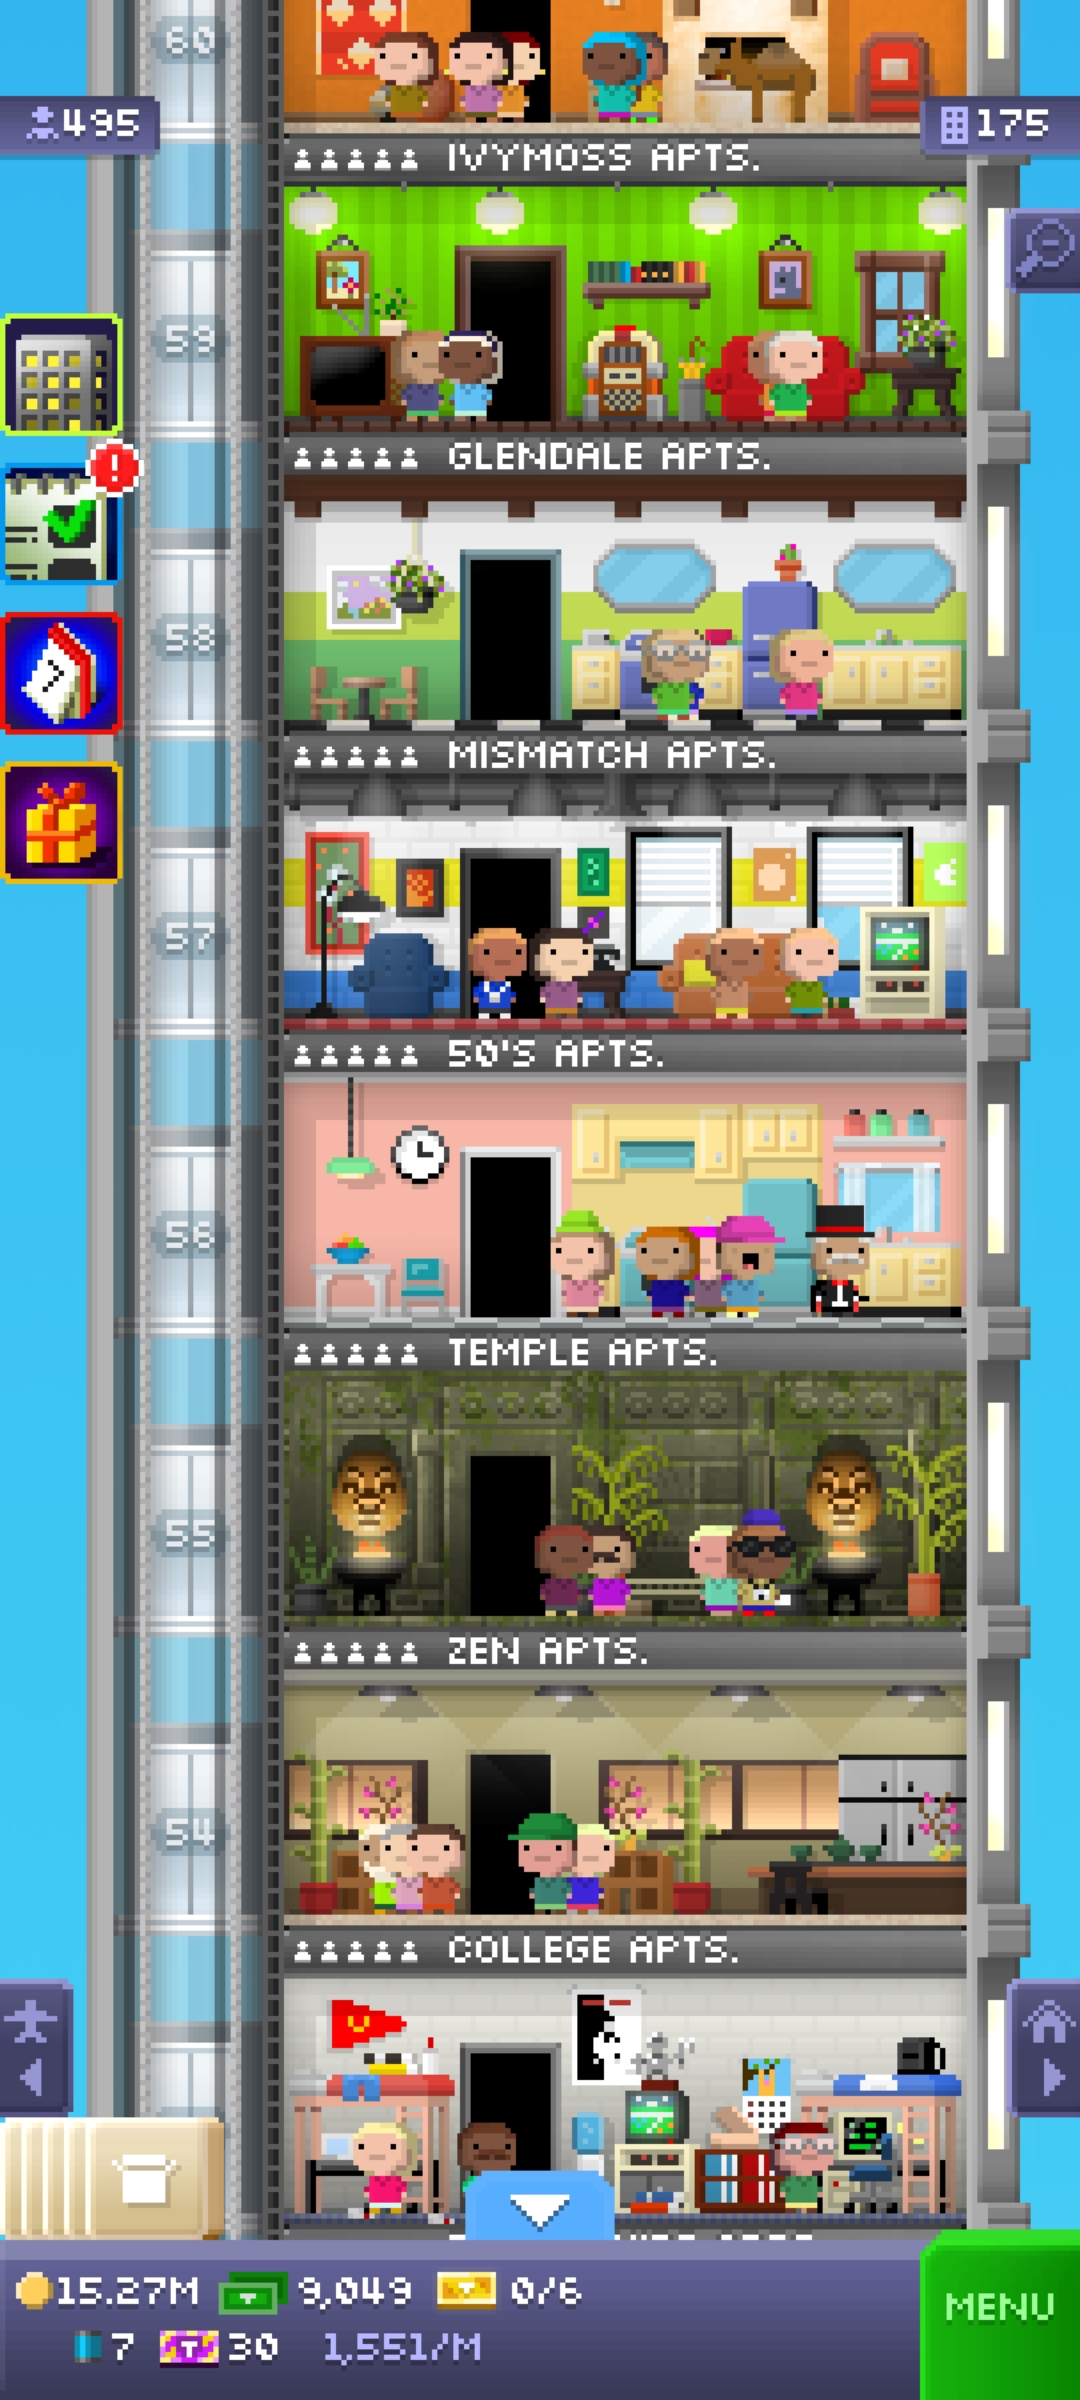 60
495
175
IVYMOSS APTS.
59
GLENDALE APTS.
58
MISMATCH APTS.
57
50'S APTS.
56
TEMPLE APTS.
55
ZEN APTS.
54
COLLEGE APTS.
15.27M 9,049 0/6
7 30 1,551/M
MENU